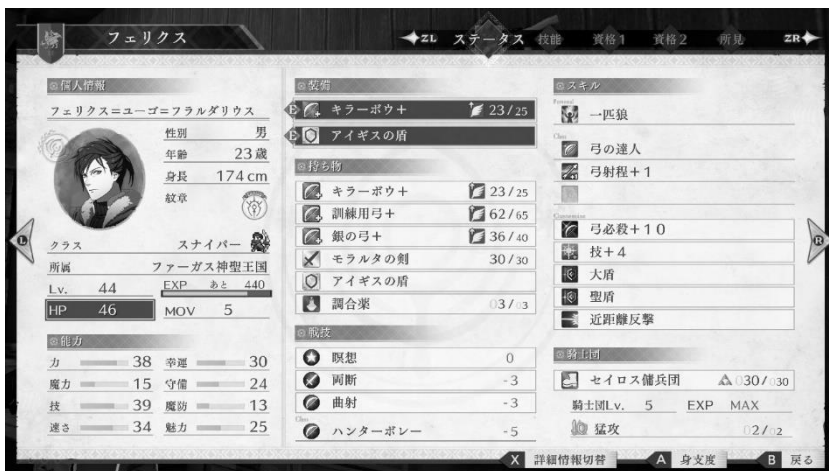 フェリクス
ZL ステータス 技能 資格1 資格2 所見 ZR
個人情報
フェリクス=ユーゴ=フラルダリウス
性別 男
年齢 23歳
身長 174cm
紋章
クラス スナイパー
所属 ファーガス神聖王国
Lv. 44 EXP あと 440
HP 46 MOV 5
能力
力 38 幸運 30
魔力 15 守備 24
技 39 魔防 13
速さ 34 魅力 25
装備
E キラーボウ+ 23/25
E アイギスの盾
持ち物
キラーボウ+ 23/25
訓練用弓+ 62/65
銀の弓+ 36/40
モラルタの剣 30/30
アイギスの盾
調合薬 03/03
戦技
瞑想 0
両断 -3
曲射 -3
Class
ハンターボレー -5
スキル
Personal
一匹狼
Class
弓の達人
弓射程+1
弓必殺+10
技+4
大盾
聖盾
近距離反撃
騎士団
セイロス傭兵団 030/030
騎士団Lv. 5 EXP MAX
猛攻 02/02
L
R
X 詳細情報切替 A 身支度 B 戻る